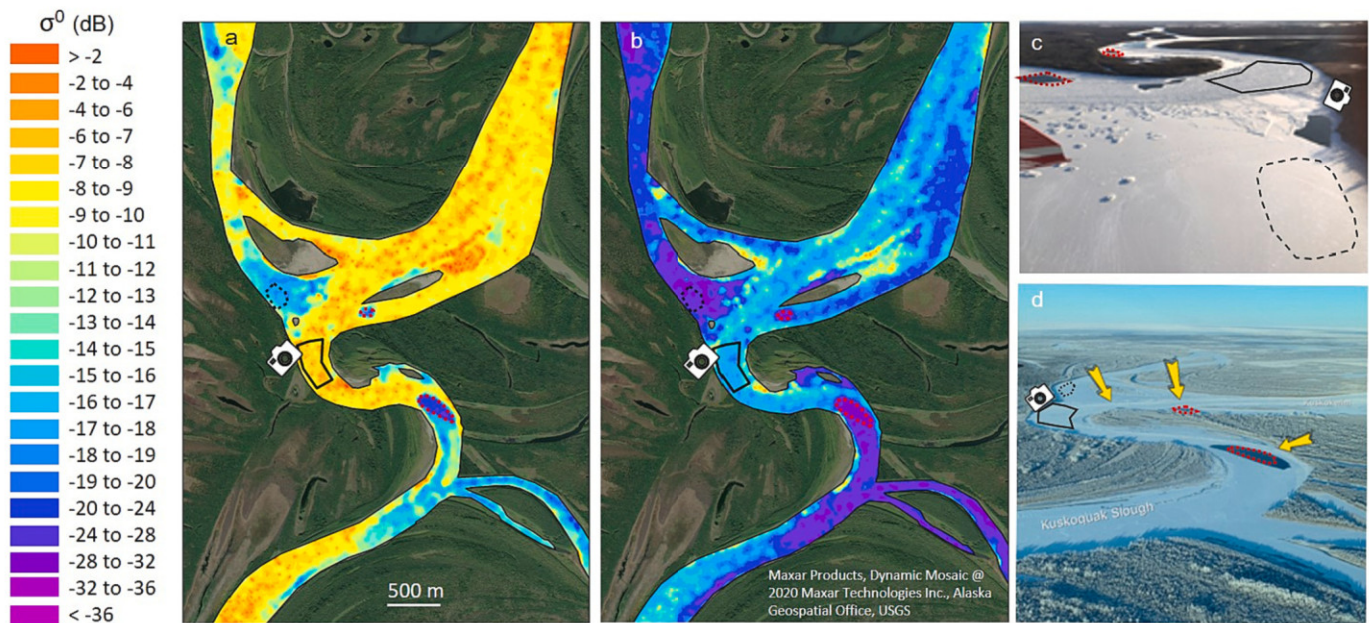 σ⁰ (dB)
> -2
-2 to -4
-4 to -6
-6 to -7
-7 to -8
-8 to -9
-9 to -10
-10 to -11
-11 to -12
-12 to -13
-13 to -14
-14 to -15
-15 to -16
-16 to -17
-17 to -18
-18 to -19
-19 to -20
-20 to -24
-24 to -28
-28 to -32
-32 to -36
< -36
a
500 m
b
Maxar Products, Dynamic Mosaic @
2020 Maxar Technologies Inc., Alaska
Geospatial Office, USGS
c
d
Kuskoquak Slough